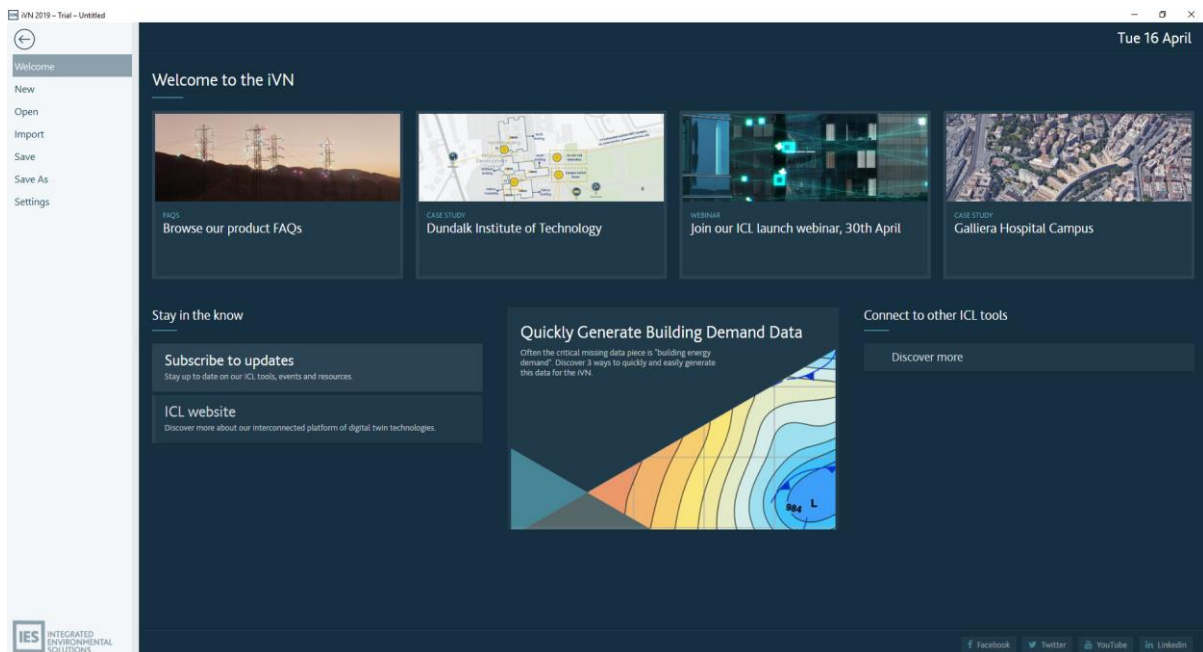 iVN 2019 – Trial – Untitled
Tue 16 April
Welcome
New
Open
Import
Save
Save As
Settings
Welcome to the iVN
FAQS
Browse our product FAQs
CASE STUDY
Dundalk Institute of Technology
WEBINAR
Join our ICL launch webinar, 30th April
CASE STUDY
Galliera Hospital Campus
Stay in the know
Subscribe to updates
Stay up to date on our ICL tools, events and resources.
ICL website
Discover more about our interconnected platform of digital twin technologies.
Quickly Generate Building Demand Data
Often the critical missing data piece is "building energy
demand". Discover 3 ways to quickly and easily generate
this data for the iVN.
984
L
Connect to other ICL tools
Discover more
IES
INTEGRATED
ENVIRONMENTAL
SOLUTIONS
Facebook
Twitter
YouTube
LinkedIn